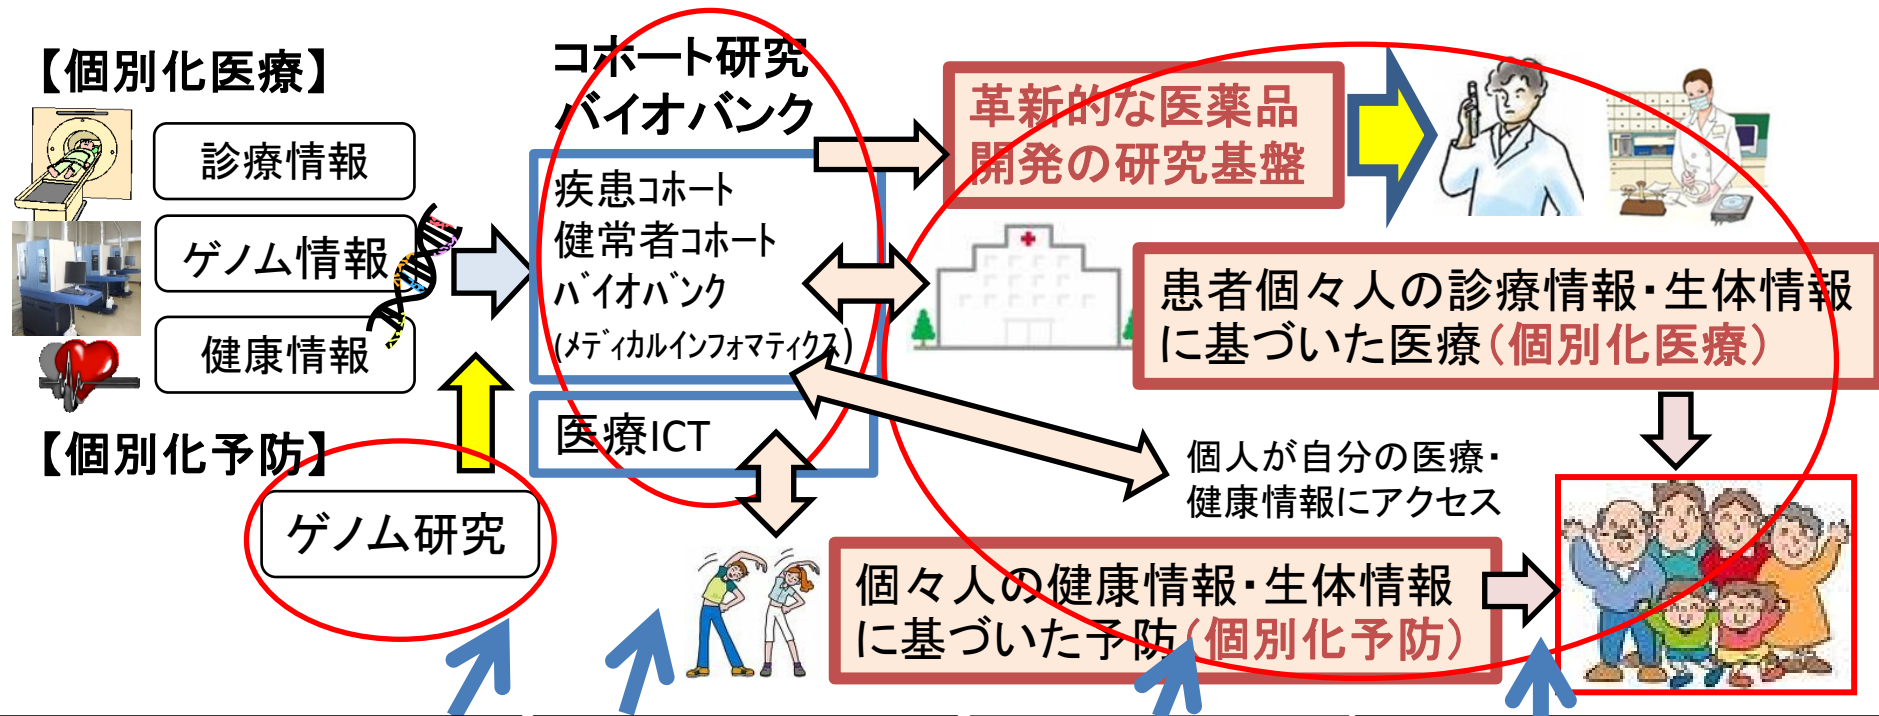 【個別化医療】
診療情報
ゲノム情報
健康情報
【個別化予防】
ゲノム研究
コホート研究
バイオバンク
疾患コホート
健常者コホート
バイオバンク
(メディカルインフォマティクス)
医療ICT
革新的な医薬品
開発の研究基盤
患者個々人の診療情報・生体情報
に基づいた医療(個別化医療)
個人が自分の医療・
健康情報にアクセス
個々人の健康情報・生体情報
に基づいた予防(個別化予防)